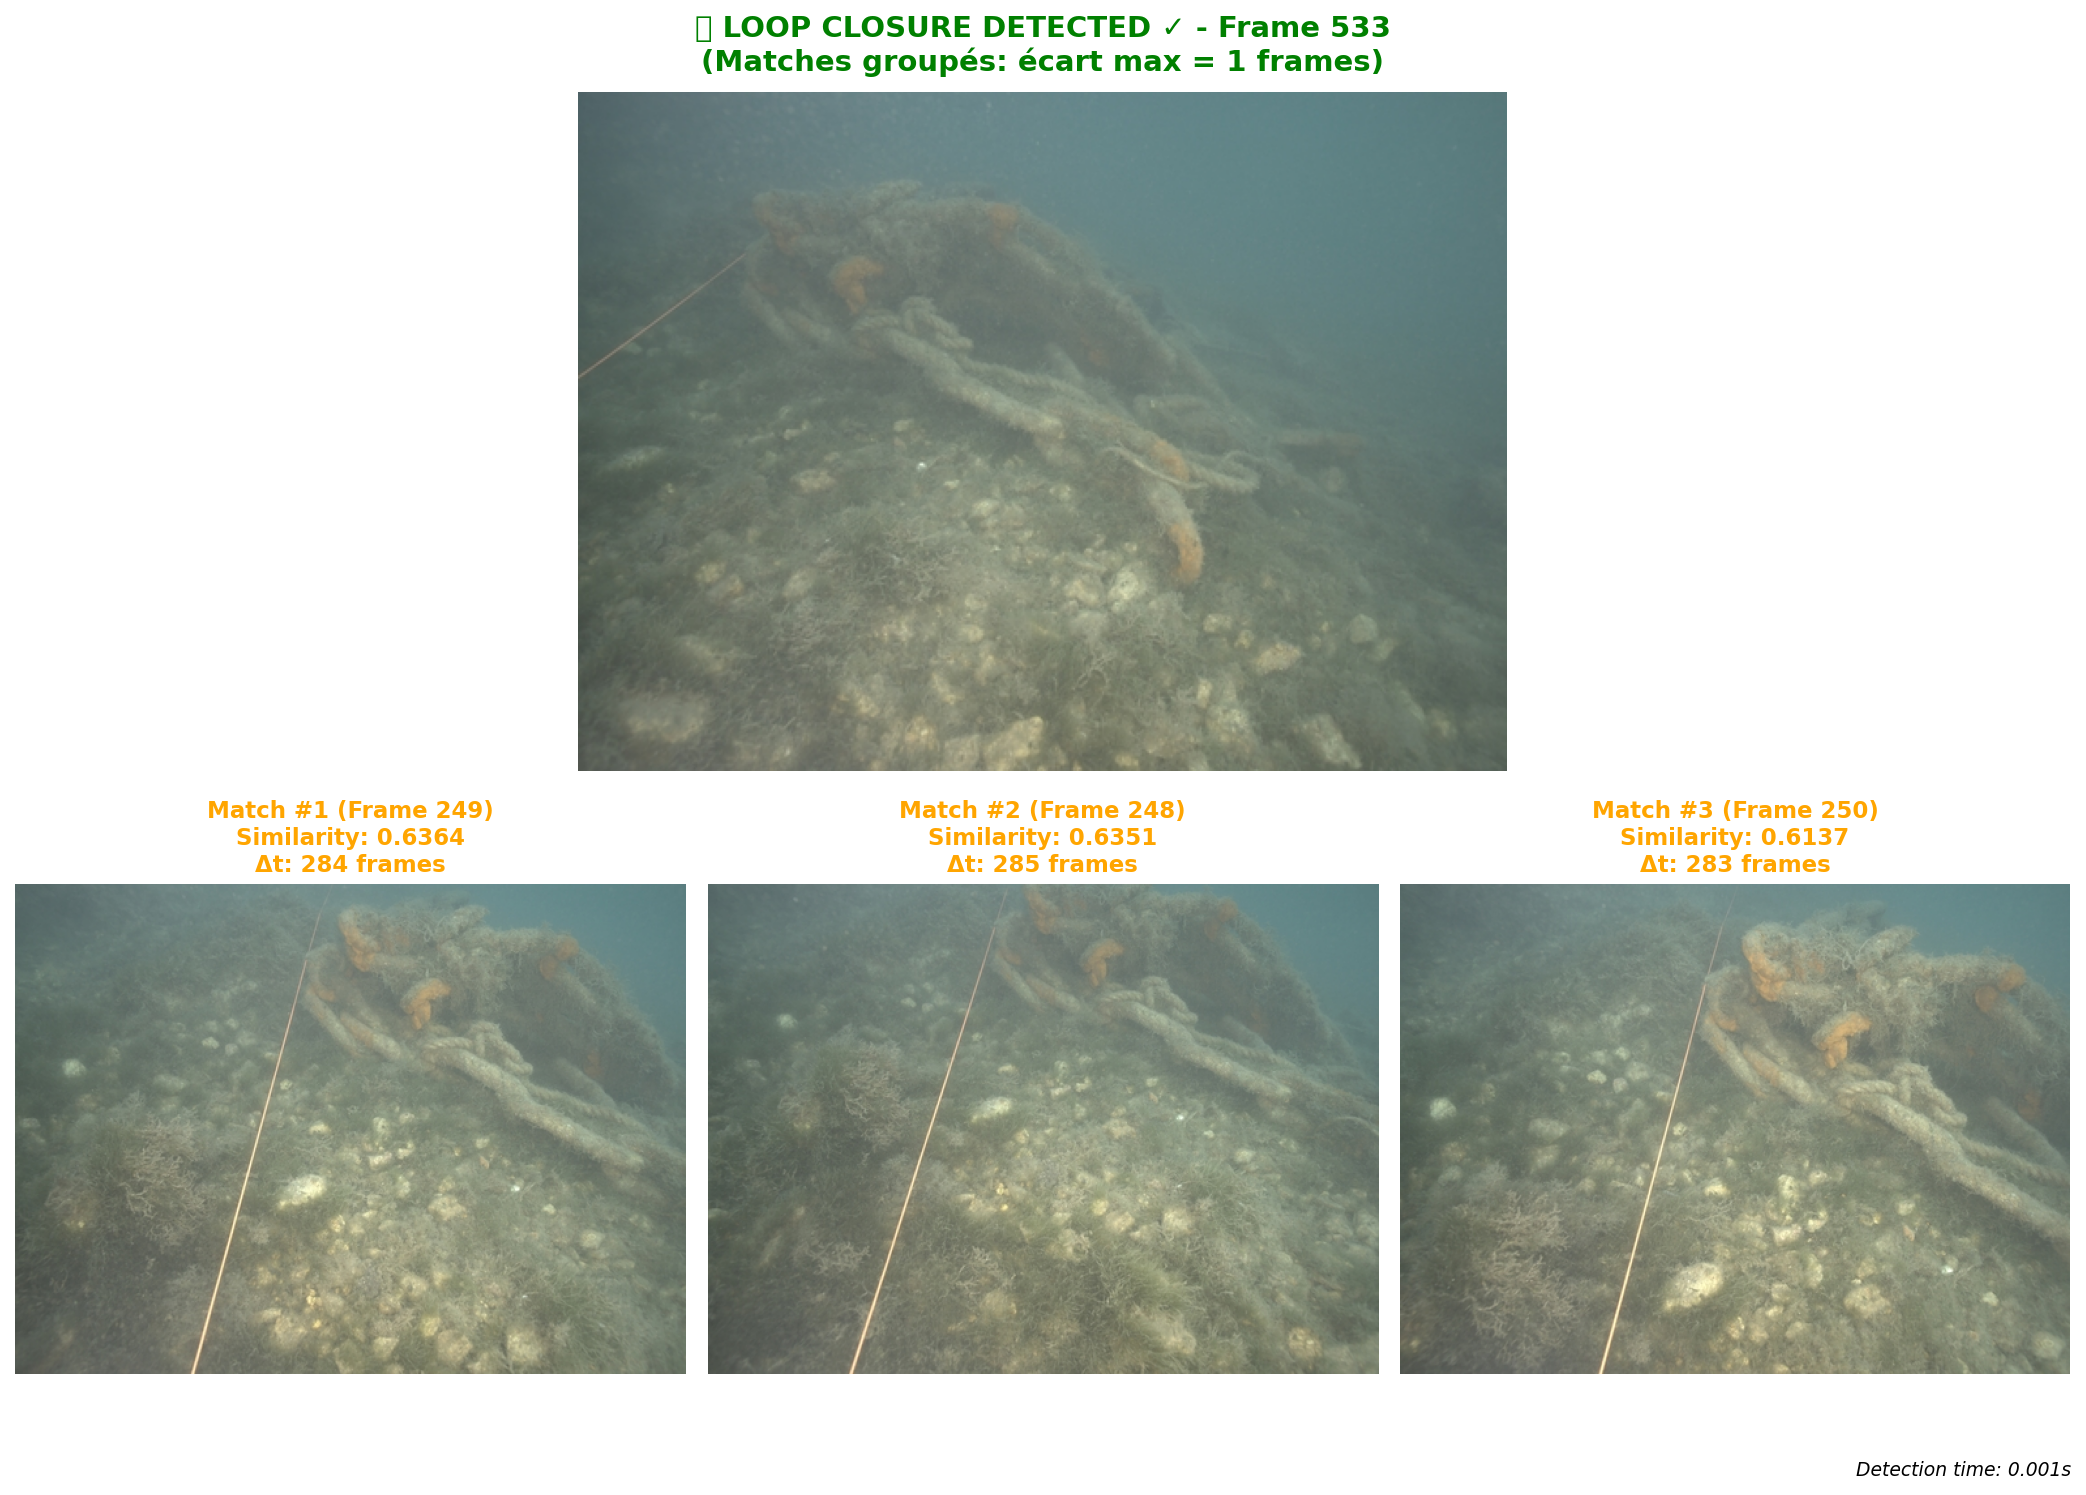 LOOP CLOSURE DETECTED ✓ - Frame 533
(Matches groupés: écart max = 1 frames)
Match #1 (Frame 249)
Similarity: 0.6364
Δt: 284 frames
Match #2 (Frame 248)
Similarity: 0.6351
Δt: 285 frames
Match #3 (Frame 250)
Similarity: 0.6137
Δt: 283 frames
Detection time: 0.001s